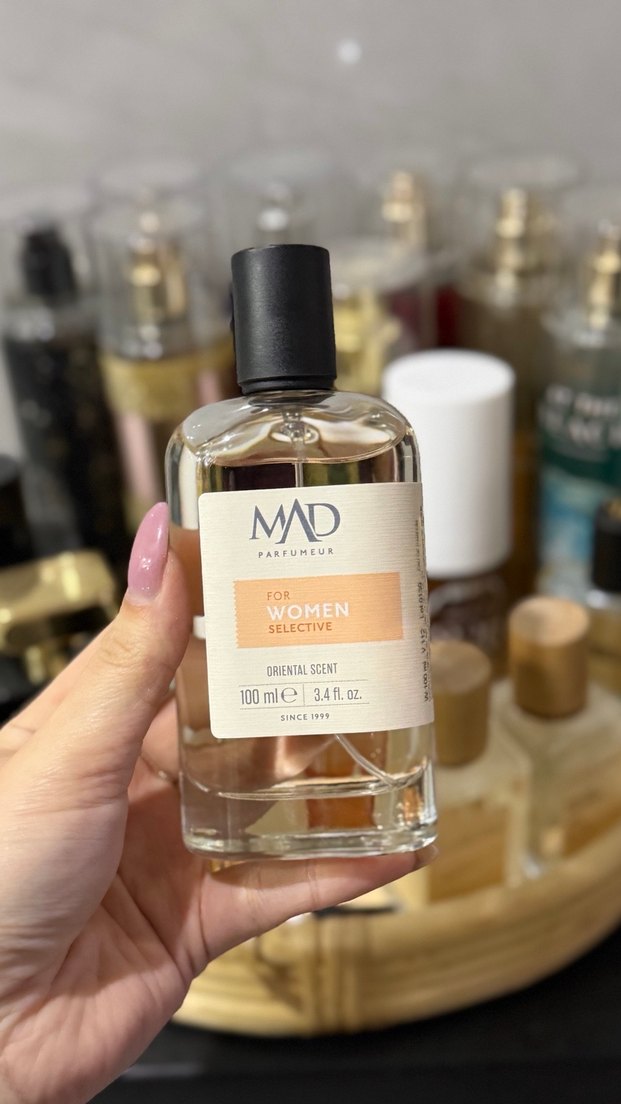 MAD
PARFUMEUR
FOR
WOMEN
SELECTIVE
ORIENTAL SCENT
100 ml ℮ 3.4 fl. oz.
SINCE 1999